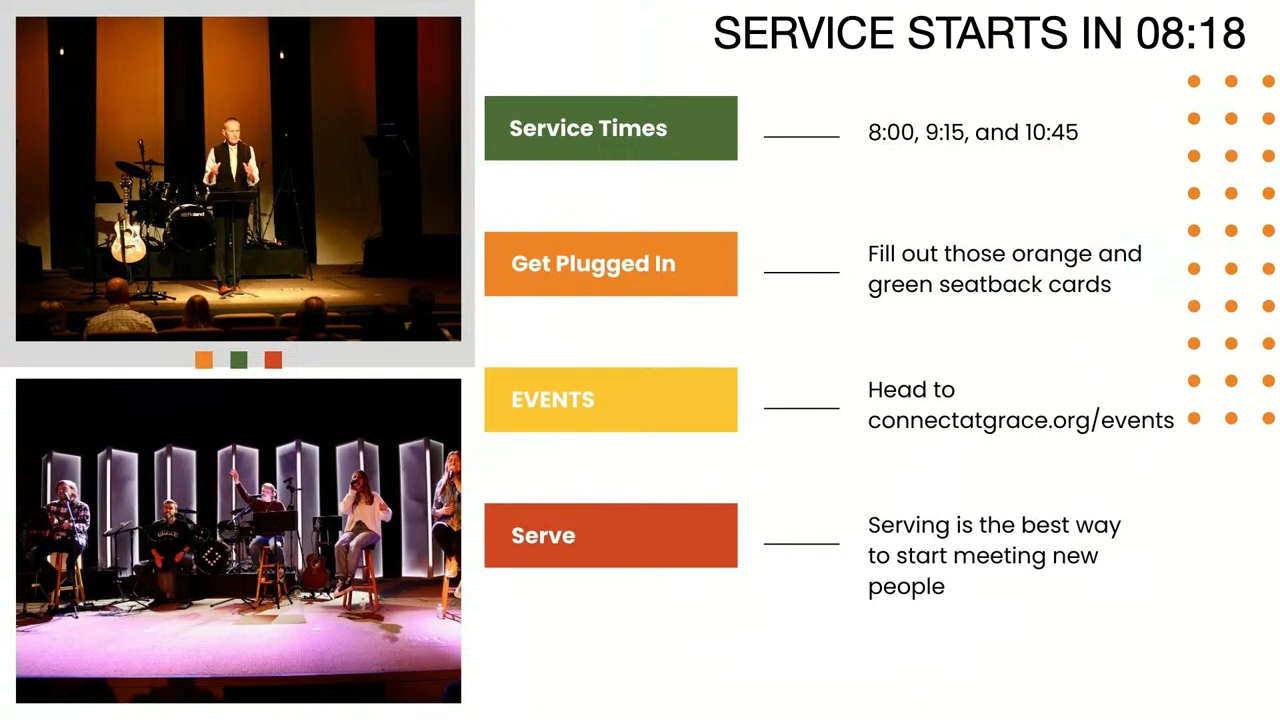 SERVICE STARTS IN 08:18
Service Times
8:00, 9:15, and 10:45
Get Plugged In
Fill out those orange and
green seatback cards
EVENTS
Head to
connectatgrace.org/events
Serve
Serving is the best way
to start meeting new
people
Roland